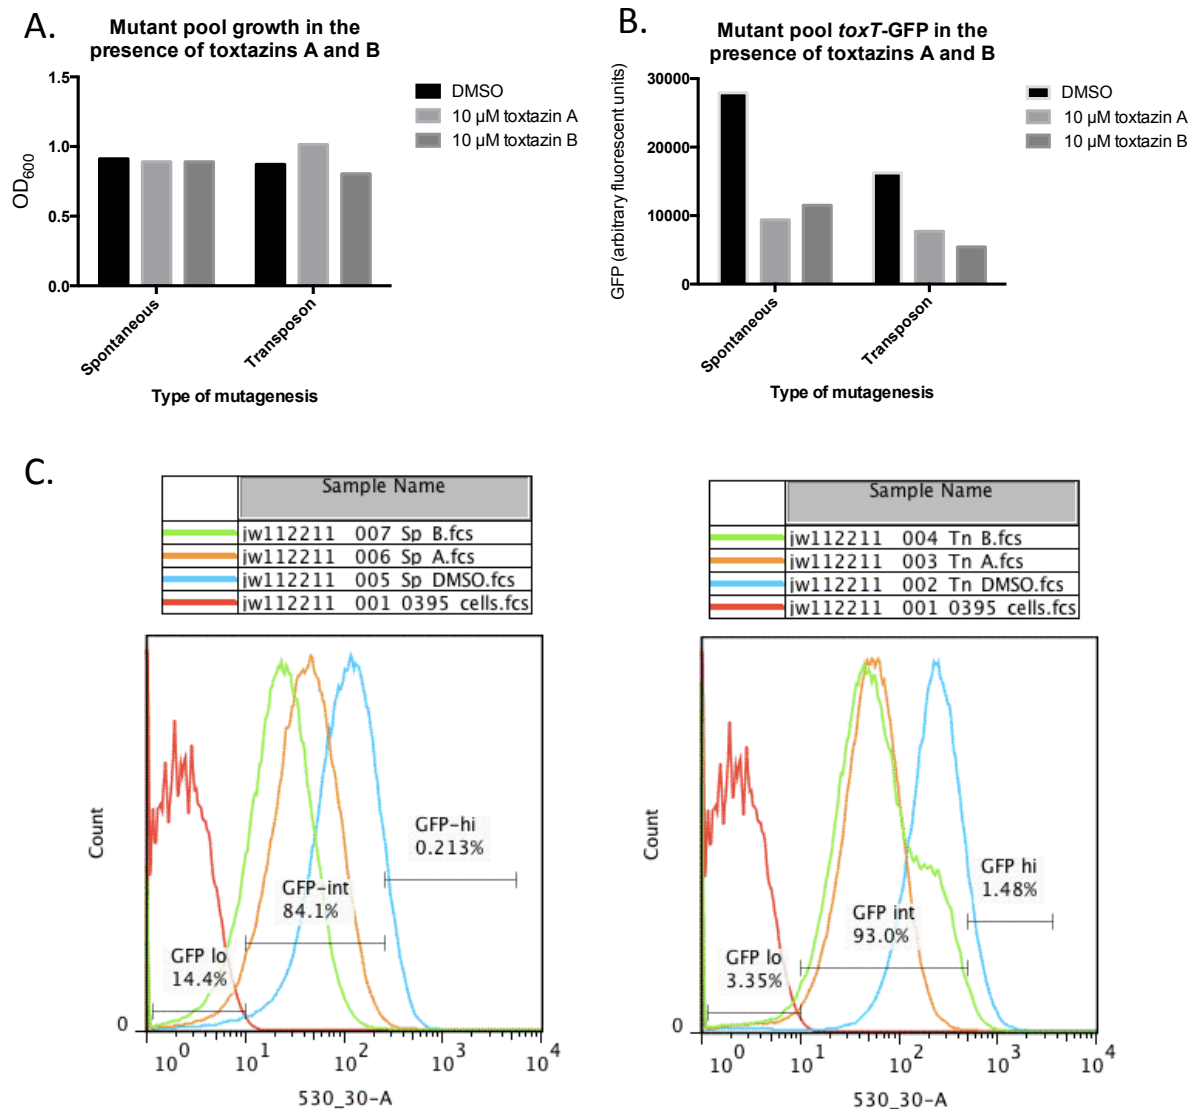 A.
Mutant pool growth in the
presence of toxtazins A and B
1.5
1.0
0.5
0.0
OD600
Spontaneous
Transposon
Type of mutagenesis
DMSO
10 µM toxtazin A
10 µM toxtazin B
B.
Mutant pool toxT-GFP in the
presence of toxtazins A and B
30000
20000
10000
0
GFP (arbitrary fluorescent units)
Spontaneous
Transposon
Type of mutagenesis
DMSO
10 µM toxtazin A
10 µM toxtazin B
C.
Sample Name
jw112211 007 Sp B.fcs
jw112211 006 Sp A.fcs
jw112211 005 Sp DMSO.fcs
jw112211 001 0395 cells.fcs
Count
0
GFP-hi
0.213%
GFP-int
84.1%
GFP lo
14.4%
10^0 10^1 10^2 10^3 10^4
530_30-A
Sample Name
jw112211 004 Tn B.fcs
jw112211 003 Tn A.fcs
jw112211 002 Tn DMSO.fcs
jw112211 001 0395 cells.fcs
Count
0
GFP hi
1.48%
GFP int
93.0%
GFP lo
3.35%
10^0 10^1 10^2 10^3 10^4
530_30-A